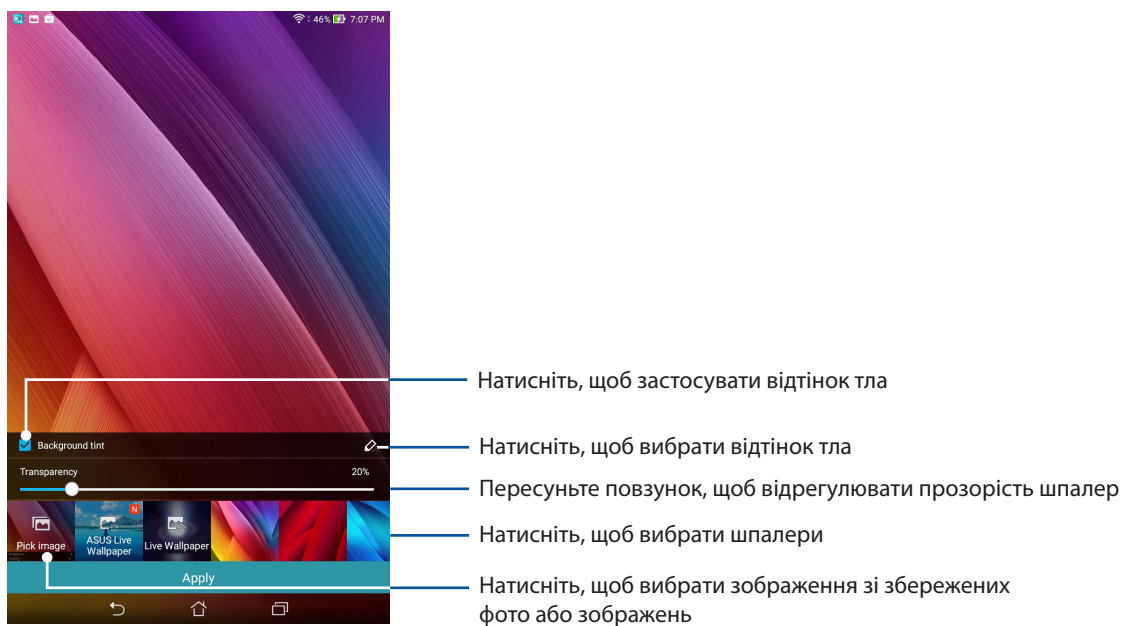 46% 7:07 PM
Натисніть, щоб застосувати відтінок тла
Background tint
Натисніть, щоб вибрати відтінок тла
Transparency 20%
Пересуньте повзунок, щоб відрегулювати прозорість шпалер
N
Pick image
ASUS Live
Wallpaper
Live Wallpaper
Натисніть, щоб вибрати шпалери
Apply
Натисніть, щоб вибрати зображення зі збережених
фото або зображень